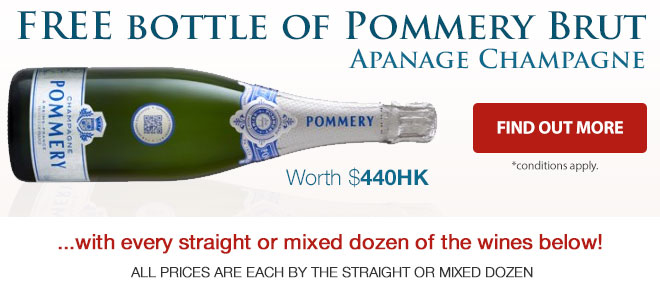 FREE BOTTLE OF POMMERY BRUT
APANAGE CHAMPAGNE
CHAMPAGNE
POMMERY
POMMERY
FIND OUT MORE
*conditions apply.
Worth $440HK
...with every straight or mixed dozen of the wines below!
ALL PRICES ARE EACH BY THE STRAIGHT OR MIXED DOZEN